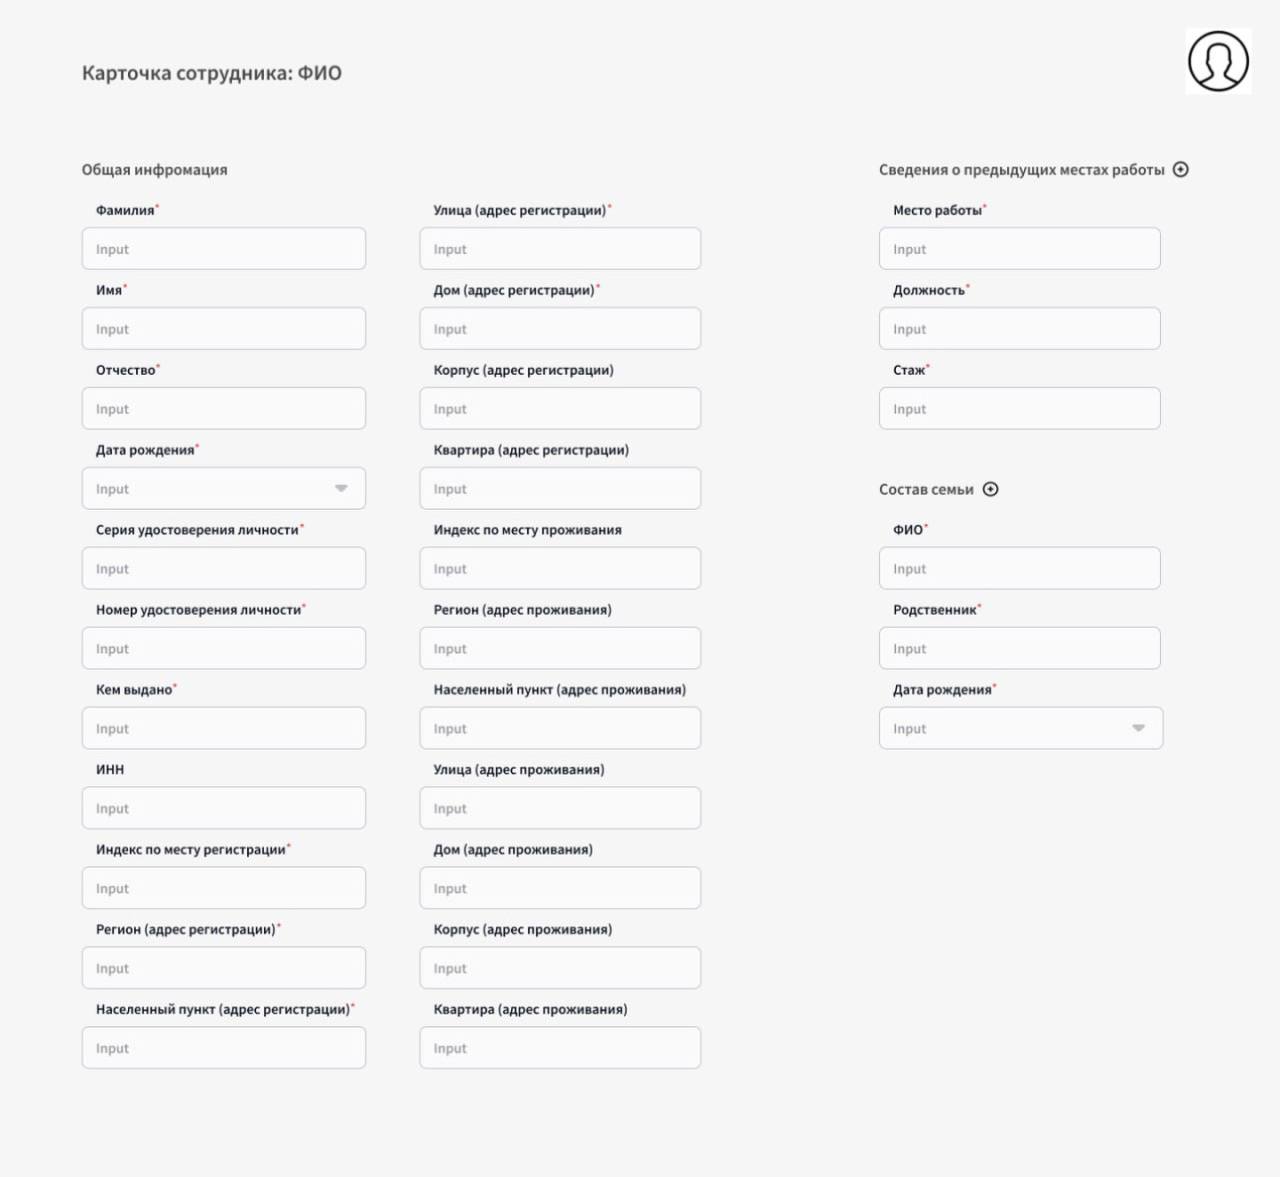 Карточка сотрудника: ФИО
Общая инфромация
Фамилия*
Input
Имя*
Input
Отчество*
Input
Дата рождения*
Input
Серия удостоверения личности*
Input
Номер удостоверения личности*
Input
Кем выдано*
Input
ИНН
Input
Индекс по месту регистрации*
Input
Регион (адрес регистрации)*
Input
Населенный пункт (адрес регистрации)*
Input
Улица (адрес регистрации)*
Input
Дом (адрес регистрации)*
Input
Корпус (адрес регистрации)
Input
Квартира (адрес регистрации)
Input
Индекс по месту проживания
Input
Регион (адрес проживания)
Input
Населенный пункт (адрес проживания)
Input
Улица (адрес проживания)
Input
Дом (адрес проживания)
Input
Корпус (адрес проживания)
Input
Квартира (адрес проживания)
Input
Сведения о предыдущих местах работы
Место работы*
Input
Должность*
Input
Стаж*
Input
Состав семьи
ФИО*
Input
Родственник*
Input
Дата рождения*
Input